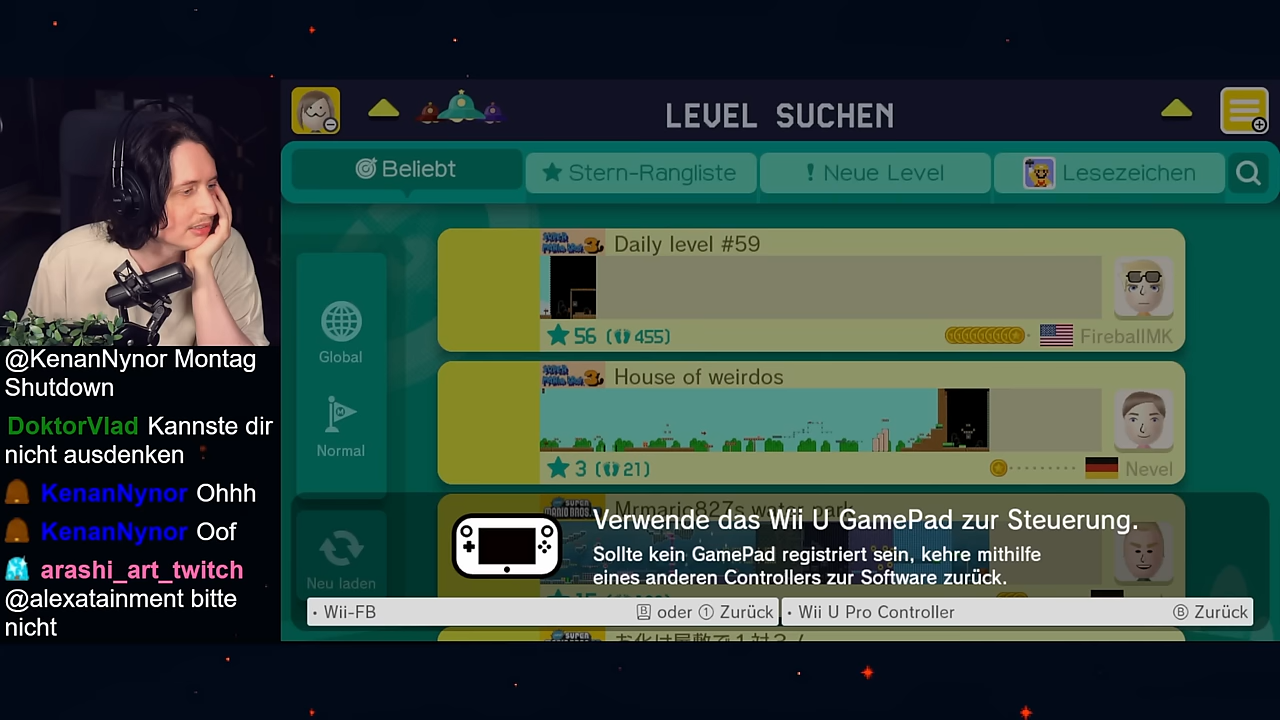 LEVEL SUCHEN
Beliebt
Stern-Rangliste
! Neue Level
Lesezeichen
Global
Normal
Neu laden
Daily level #59
56 (455)
FireballMK
House of weirdos
3 (21)
Nevel
Mrmario827s water park
Verwende das Wii U GamePad zur Steuerung.
Sollte kein GamePad registriert sein, kehre mithilfe
eines anderen Controllers zur Software zurück.
• Wii-FB
B oder 1 Zurück
• Wii U Pro Controller
B Zurück
@KenanNynor Montag
Shutdown
DoktorVlad Kannste dir
nicht ausdenken
KenanNynor Ohhh
KenanNynor Oof
arashi_art_twitch
@alexatainment bitte
nicht